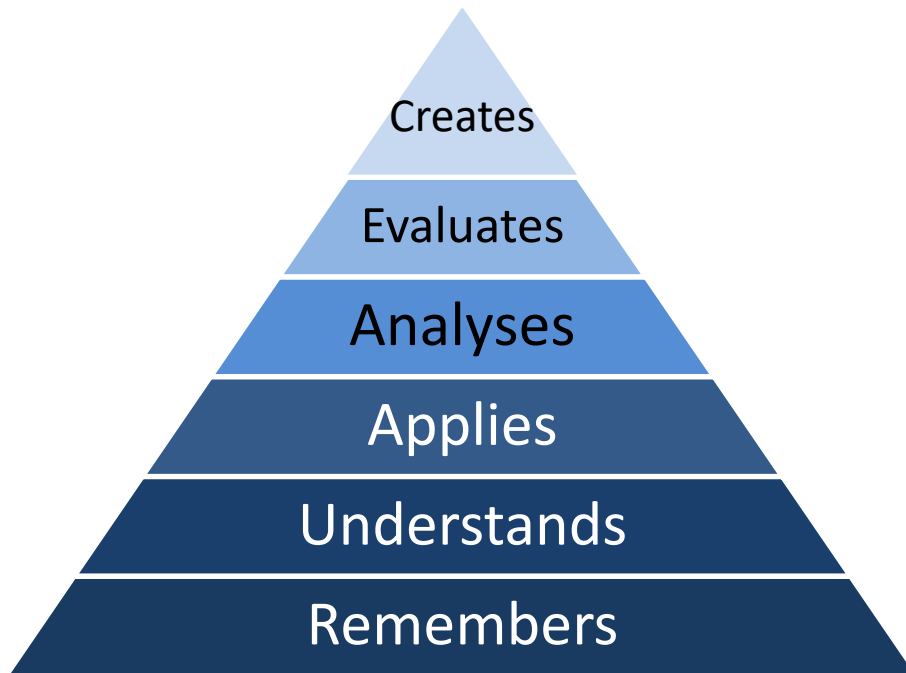 Creates
Evaluates
Analyses
Applies
Understands
Remembers